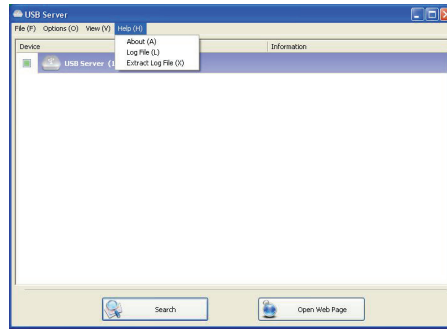 USB Server
File (F) Options (O) View (V) Help (H)
Device Information
About (A)
Log File (L)
Extract Log File (X)
USB Server (1
Search Open Web Page